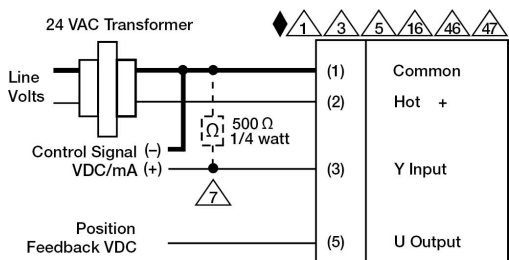 24 VAC Transformer
1 3 5 16 46 47
Line
Volts
(1) Common
(2) Hot +
Ω 500 Ω
1/4 watt
Control Signal (–)
VDC/mA (+)
(3) Y Input
7
Position
Feedback VDC
(5) U Output